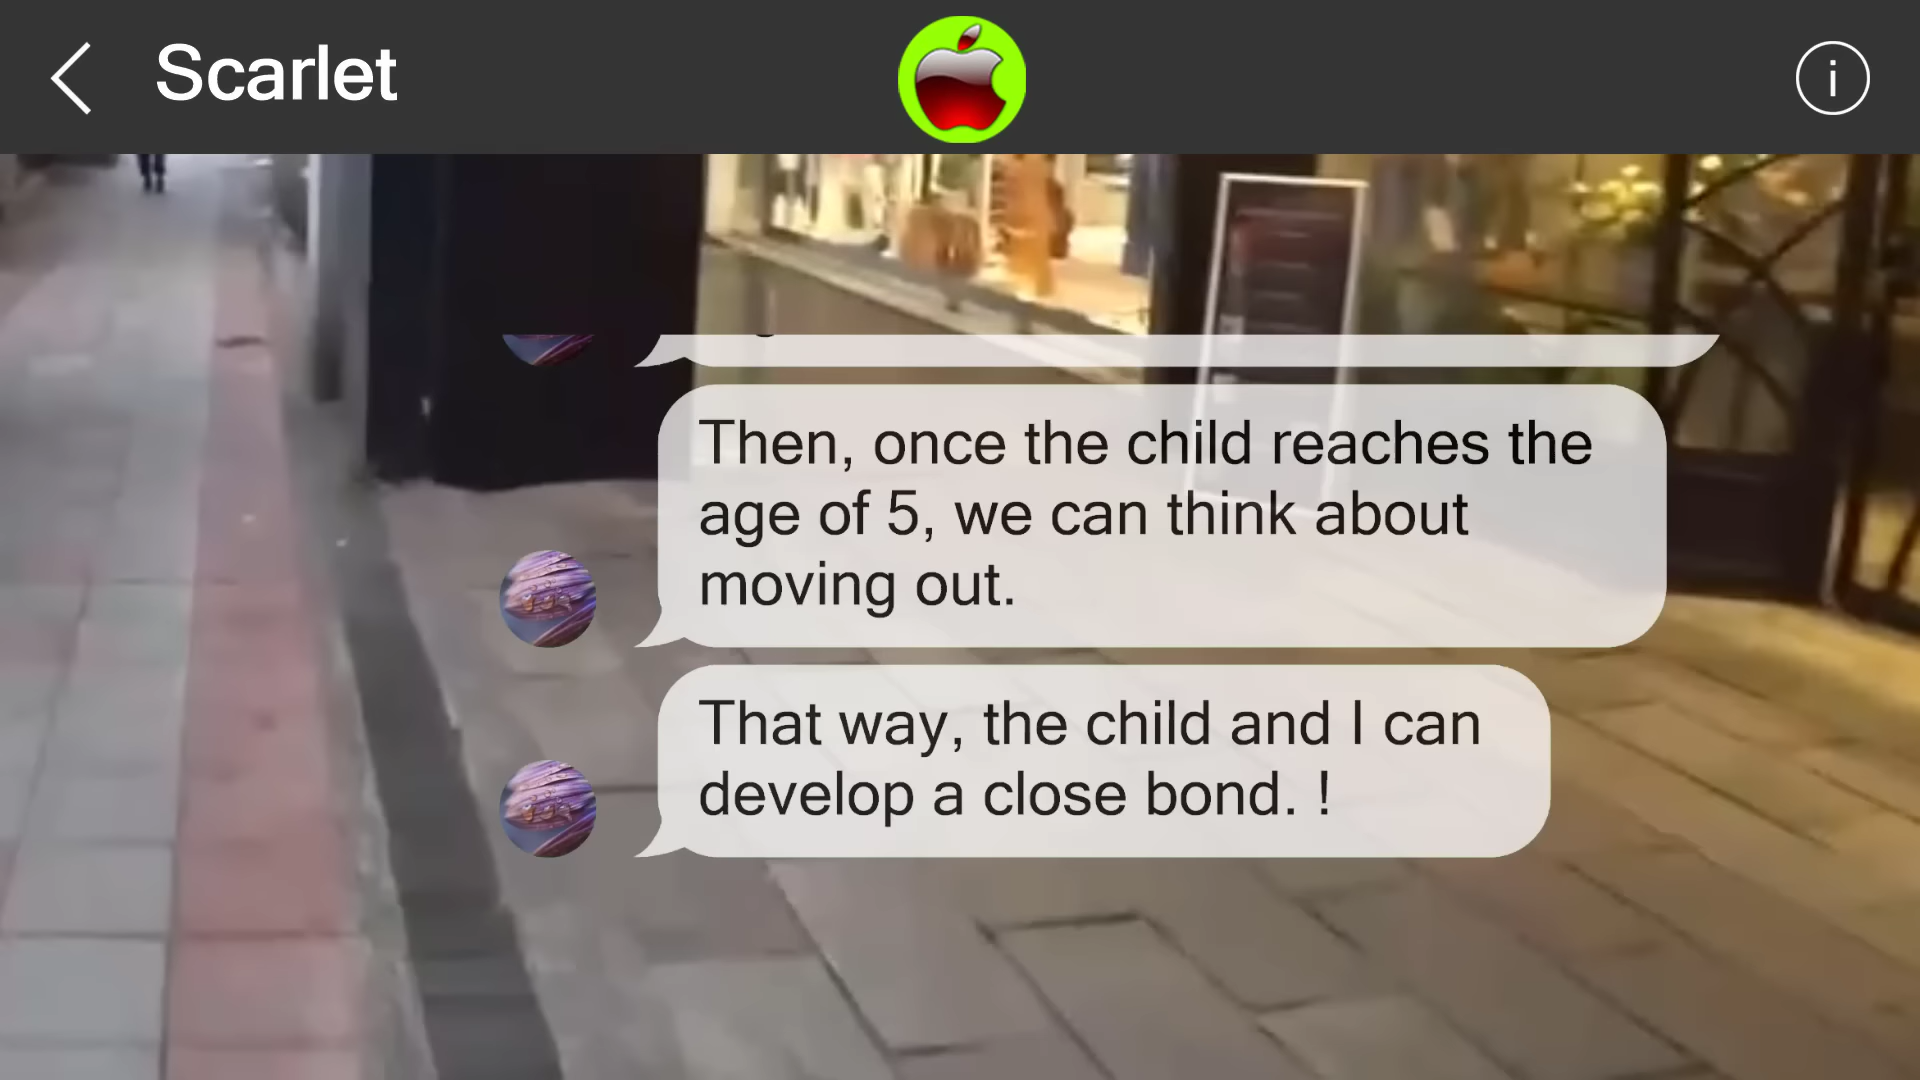 Scarlet
Then, once the child reaches the
age of 5, we can think about
moving out.
That way, the child and I can
develop a close bond. !